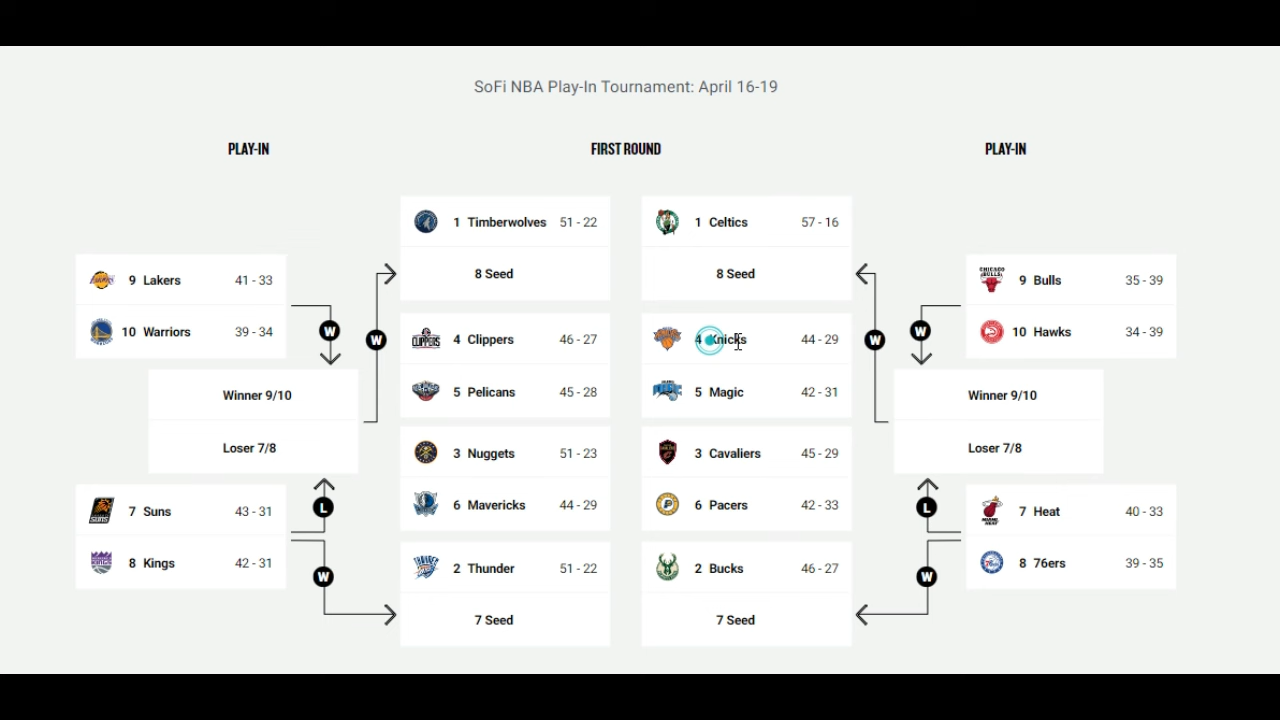 SoFi NBA Play-In Tournament: April 16-19
PLAY-IN
FIRST ROUND
PLAY-IN
9 Lakers 41 - 33
10 Warriors 39 - 34
W
Winner 9/10
Loser 7/8
W
L
7 Suns 43 - 31
8 Kings 42 - 31
W
1 Timberwolves 51 - 22
8 Seed
CLIPPERS
4 Clippers 46 - 27
5 Pelicans 45 - 28
3 Nuggets 51 - 23
6 Mavericks 44 - 29
2 Thunder 51 - 22
7 Seed
1 Celtics 57 - 16
8 Seed
4 Knicks 44 - 29
5 Magic 42 - 31
3 Cavaliers 45 - 29
6 Pacers 42 - 33
2 Bucks 46 - 27
7 Seed
CHICAGO
BULLS
9 Bulls 35 - 39
10 Hawks 34 - 39
W
W
Winner 9/10
Loser 7/8
L
7 Heat 40 - 33
8 76ers 39 - 35
W